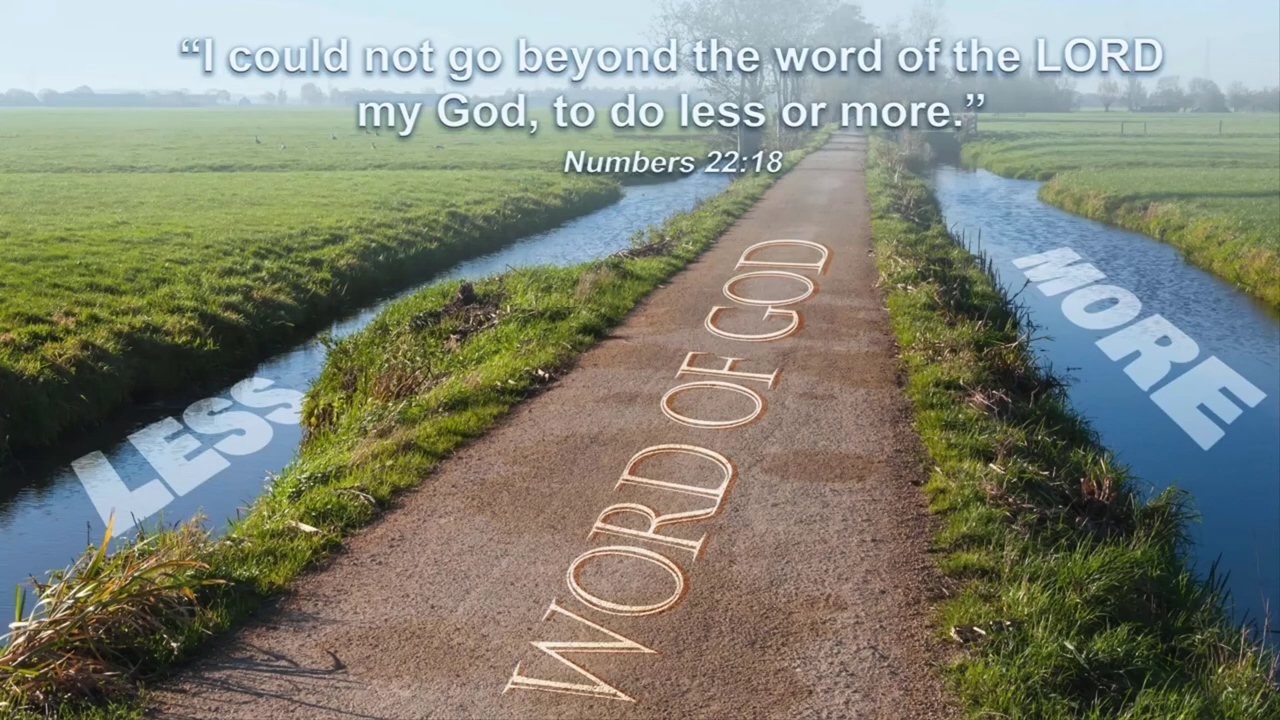 “I could not go beyond the word of the LORD
my God, to do less or more.”
Numbers 22:18
LESS
WORD OF GOD
MORE